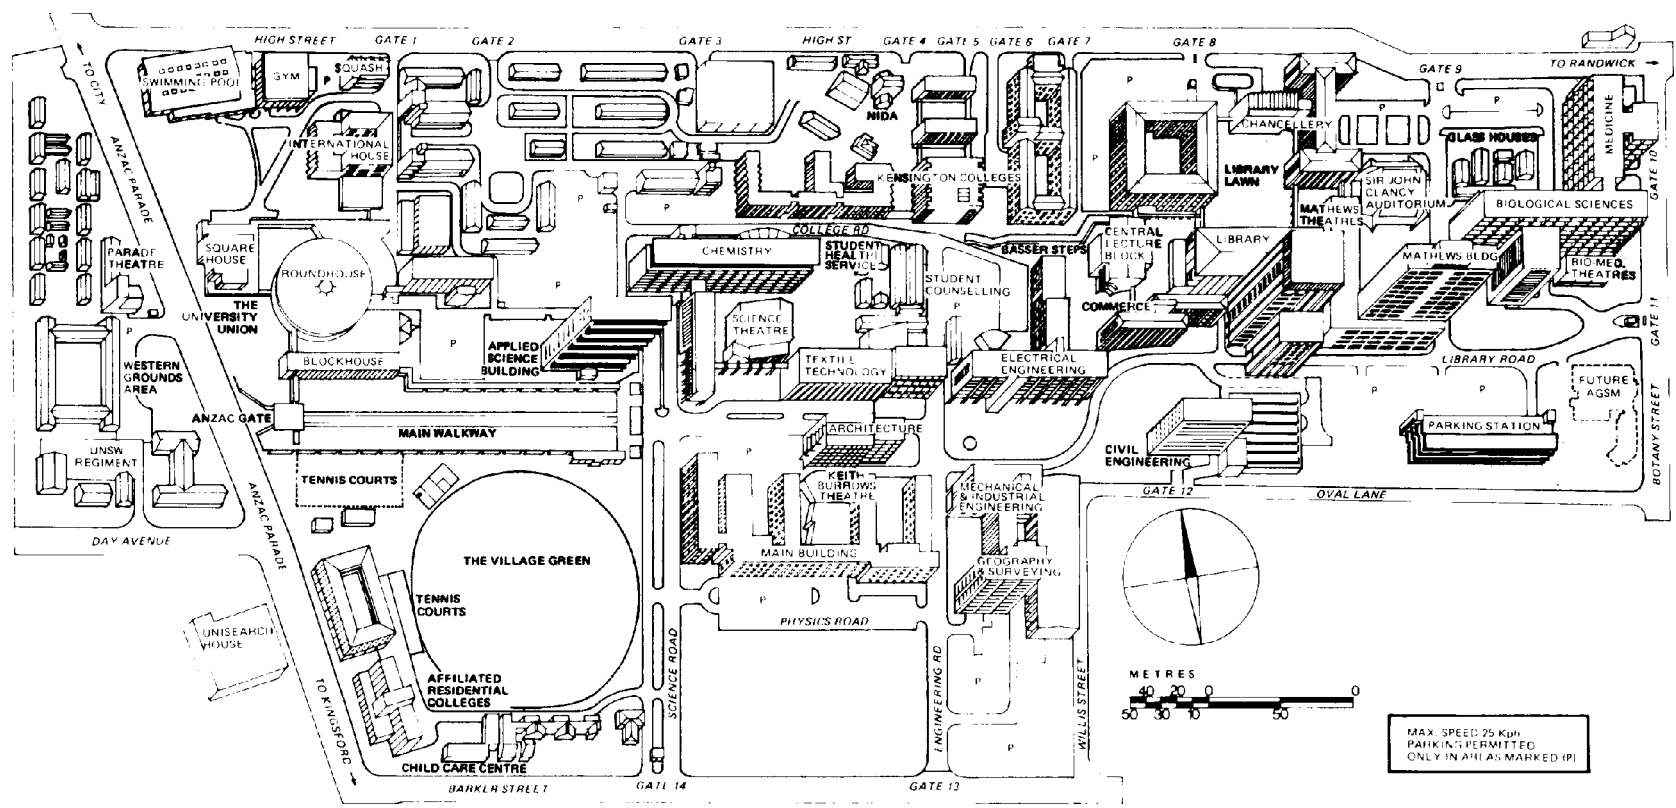 HIGH STREET
GATE 1
GATE 2
GATE 3
HIGH ST
GATE 4
GATE 5
GATE 6
GATE 7
GATE 8
GATE 9
TO RANDWICK
TO CITY
SWIMMING POOL
GYM
P
SQUASH
NIDA
P
CHANCELLERY
P
P
GLASS HOUSES
MEDICINE
GATE 10
ANZAC PARADE
INTERNATIONAL
HOUSE
P
KENSINGTON COLLEGES
P
LIBRARY
LAWN
SIR JOHN
CLANCY
AUDITORIUM
MATHEWS
THEATRES
BIOLOGICAL SCIENCES
P
P
COLLEGE RD
PARADE
THEATRE
SQUARE
HOUSE
ROUNDHOUSE
CHEMISTRY
STUDENT
HEALTH
SERVICE
STUDENT
COUNSELLING
BASSER STEPS
CENTRAL
LECTURE
BLOCK
LIBRARY
MATHEWS BLDG
BIO-MED.
THEATRES
THE
UNIVERSITY
UNION
P
P
COMMERCE
GATE 11
P
SCIENCE
THEATRE
P
APPLIED
SCIENCE
BUILDING
BLOCKHOUSE
TEXTILE
TECHNOLOGY
ELECTRICAL
ENGINEERING
LIBRARY ROAD
WESTERN
GROUNDS
AREA
P
P
FUTURE
AGSM
BOTANY STREET
ANZAC GATE
MAIN WALKWAY
ARCHITECTURE
PARKING STATION
UNSW
REGIMENT
CIVIL
ENGINEERING
TENNIS COURTS
KEITH
BURROWS
THEATRE
MECHANICAL
& INDUSTRIAL
ENGINEERING
GATE 12
OVAL LANE
ANZAC PARADE
DAY AVENUE
THE VILLAGE GREEN
MAIN BUILDING
GEOGRAPHY
& SURVEYING
TENNIS
COURTS
P
PHYSICS ROAD
UNISEARCH
HOUSE
SCIENCE ROAD
ENGINEERING RD
WILLIS STREET
AFFILIATED
RESIDENTIAL
COLLEGES
P
TO KINGSFORD
METRES
40 20 0 0
50 30 10 50
P
CHILD CARE CENTRE
BARKER STREET
GATE 14
GATE 13
MAX. SPEED 25 Kph
PARKING PERMITTED
ONLY IN AREAS MARKED (P)